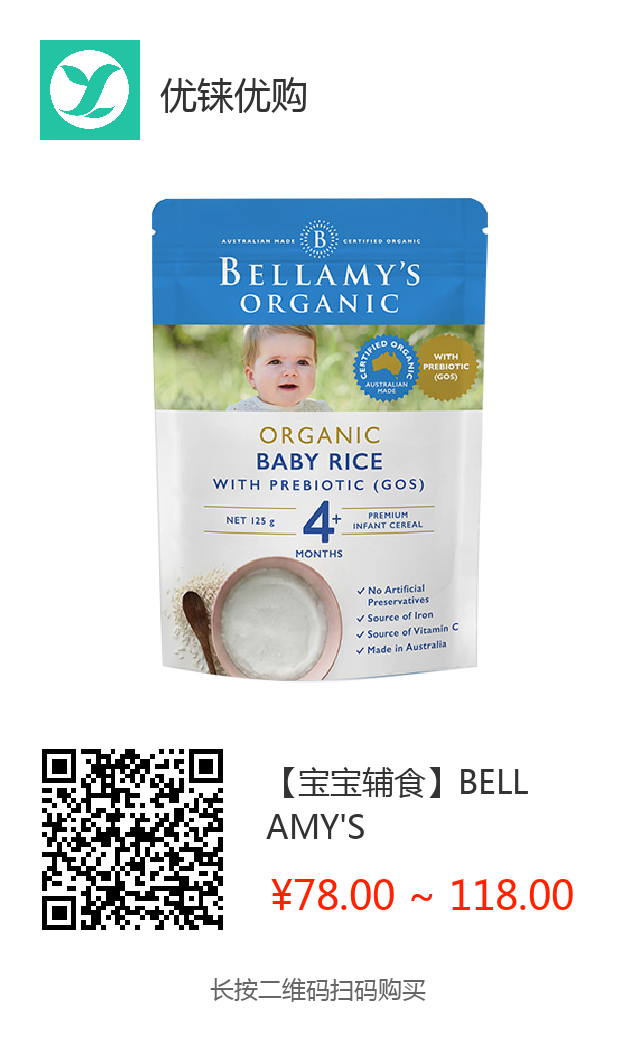 优铼优购
AUSTRALIAN MADE B CERTIFIED ORGANIC
BELLAMY'S
ORGANIC
CERTIFIED ORGANIC
AUSTRALIAN
MADE
WITH
PREBIOTIC
(GOS)
ORGANIC
BABY RICE
WITH PREBIOTIC (GOS)
NET 125 g
4+
MONTHS
PREMIUM
INFANT CEREAL
✓ No Artificial
Preservatives
✓ Source of Iron
✓ Source of Vitamin C
✓ Made in Australia
【宝宝辅食】BELL
AMY'S
¥78.00 ~ 118.00
长按二维码扫码购买